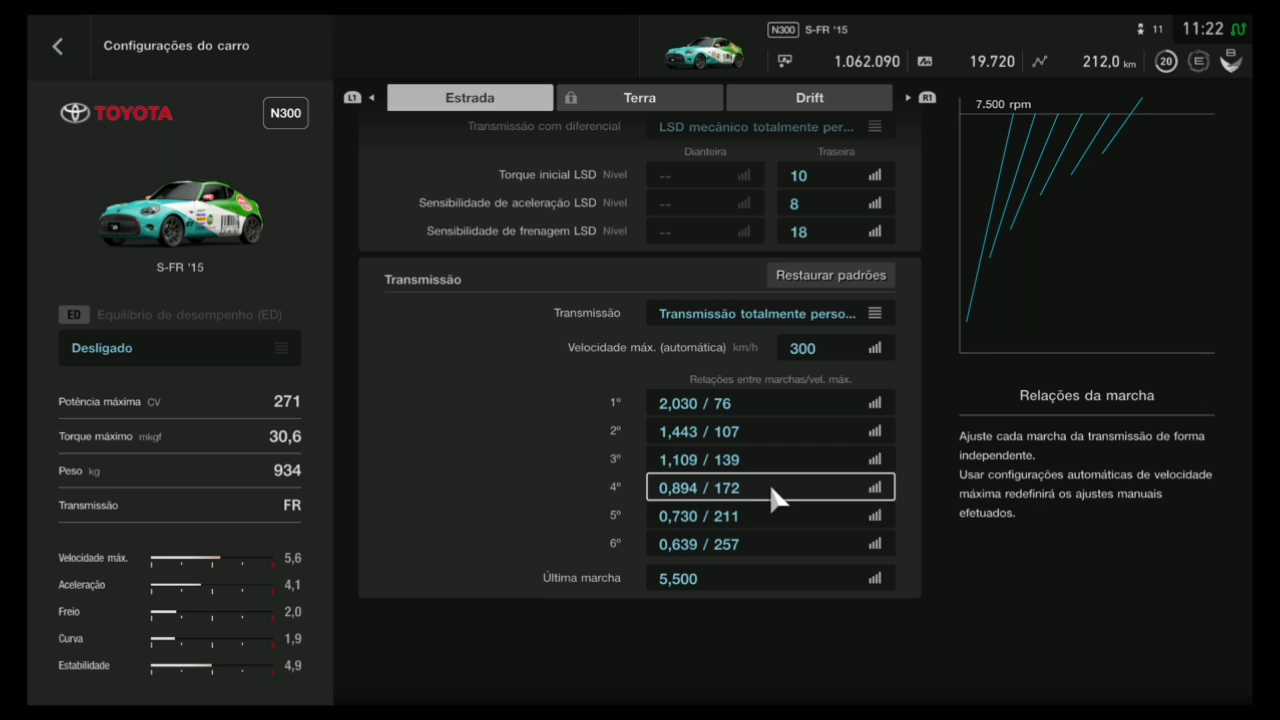 Configurações do carro
N300 S-FR '15
11
11:22
1.062.090
19.720
212,0 km
20
E
B
TOYOTA
N300
S-FR '15
ED Equilíbrio de desempenho (ED)
Desligado
Potência máxima CV 271
Torque máximo mkgf 30,6
Peso kg 934
Transmissão FR
Velocidade máx. 5,6
Aceleração 4,1
Freio 2,0
Curva 1,9
Estabilidade 4,9
L1 Estrada Terra Drift R1
Transmissão com diferencial LSD mecânico totalmente per...
Dianteira Traseira
Torque inicial LSD Nível -- 10
Sensibilidade de aceleração LSD Nível -- 8
Sensibilidade de frenagem LSD Nível -- 18
Transmissão Restaurar padrões
Transmissão Transmissão totalmente perso...
Velocidade máx. (automática) km/h 300
Relações entre marchas/vel. máx.
1º 2,030 / 76
2º 1,443 / 107
3º 1,109 / 139
4º 0,894 / 172
5º 0,730 / 211
6º 0,639 / 257
Última marcha 5,500
7.500 rpm
Relações da marcha
Ajuste cada marcha da transmissão de forma
independente.
Usar configurações automáticas de velocidade
máxima redefinirá os ajustes manuais
efetuados.